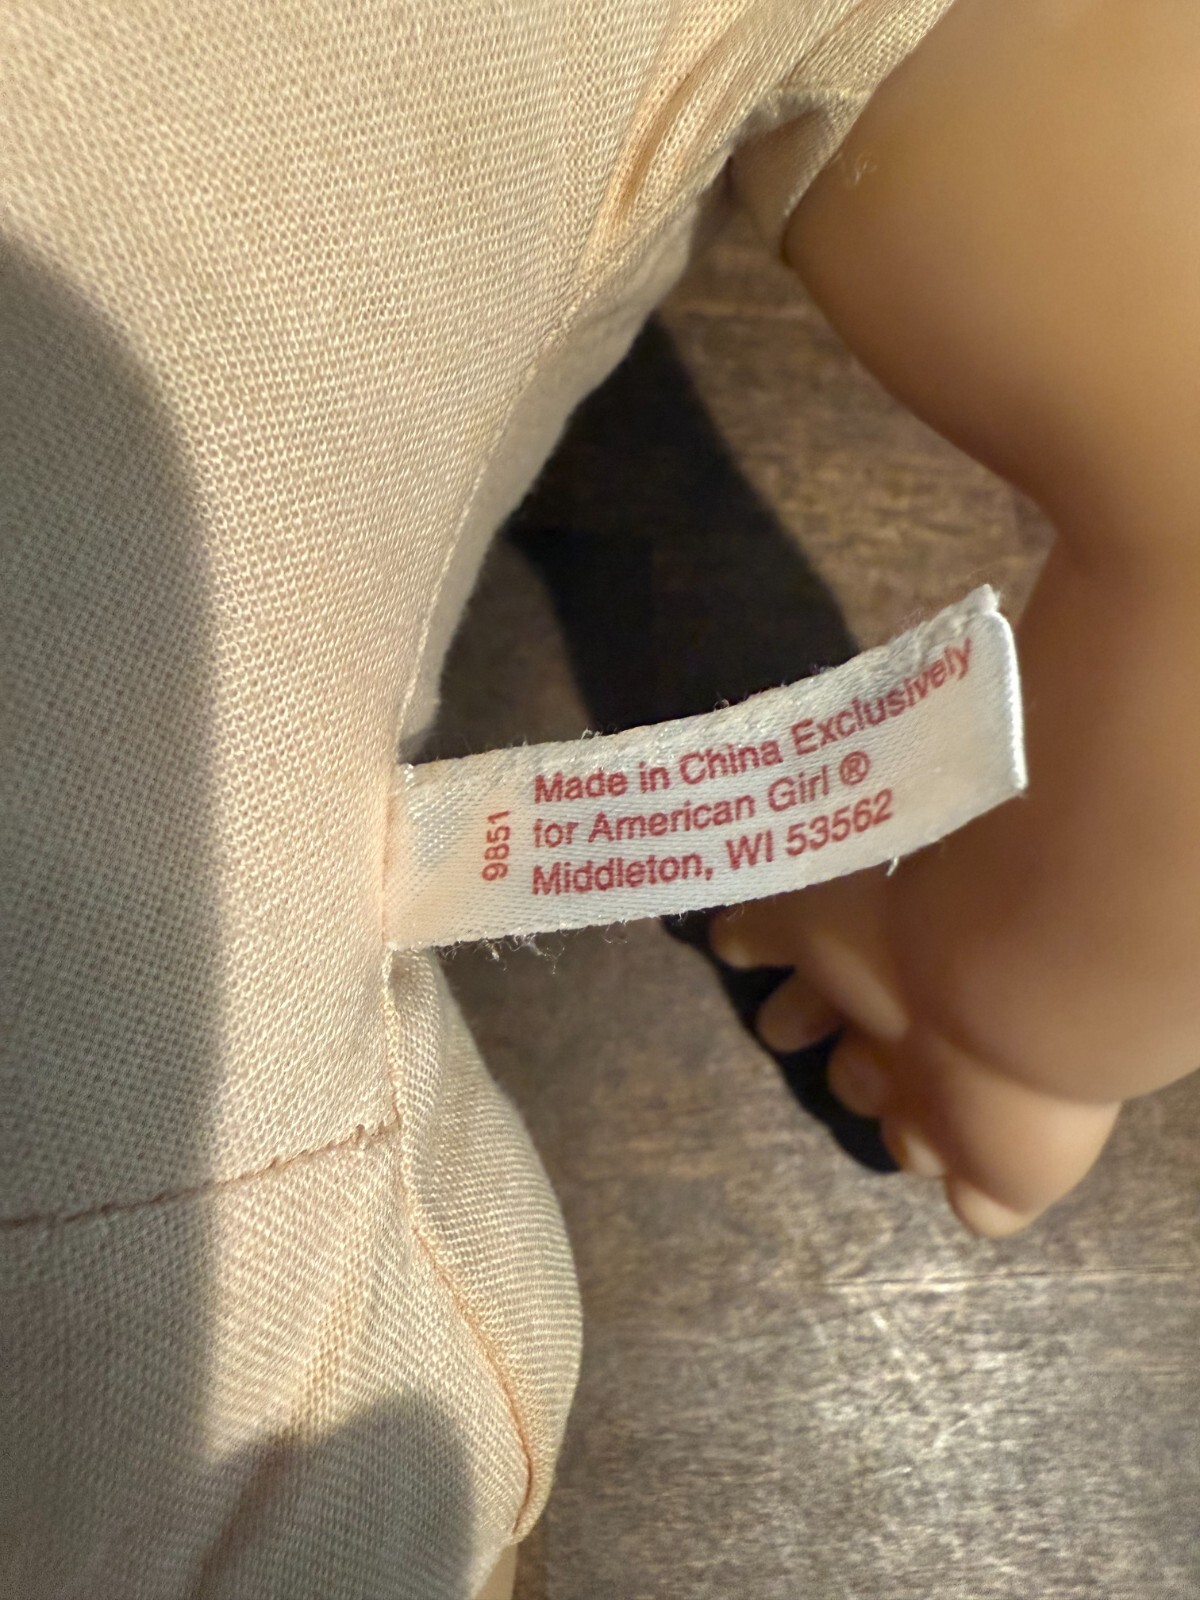 9851
Made in China Exclusively
for American Girl ®
Middleton, WI 53562